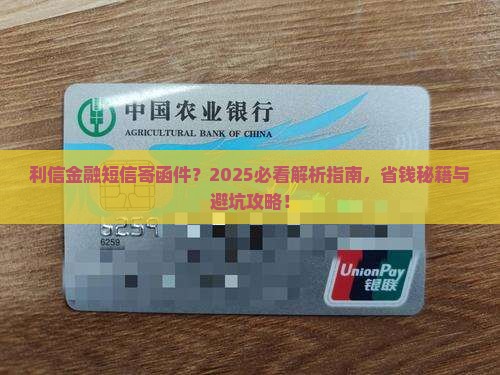 中国农业银行
AGRICULTURAL BANK OF CHINA
利信金融短信寄函件？2025必看解析指南，省钱秘籍与
避坑攻略！
6259
6259
UnionPay
银联